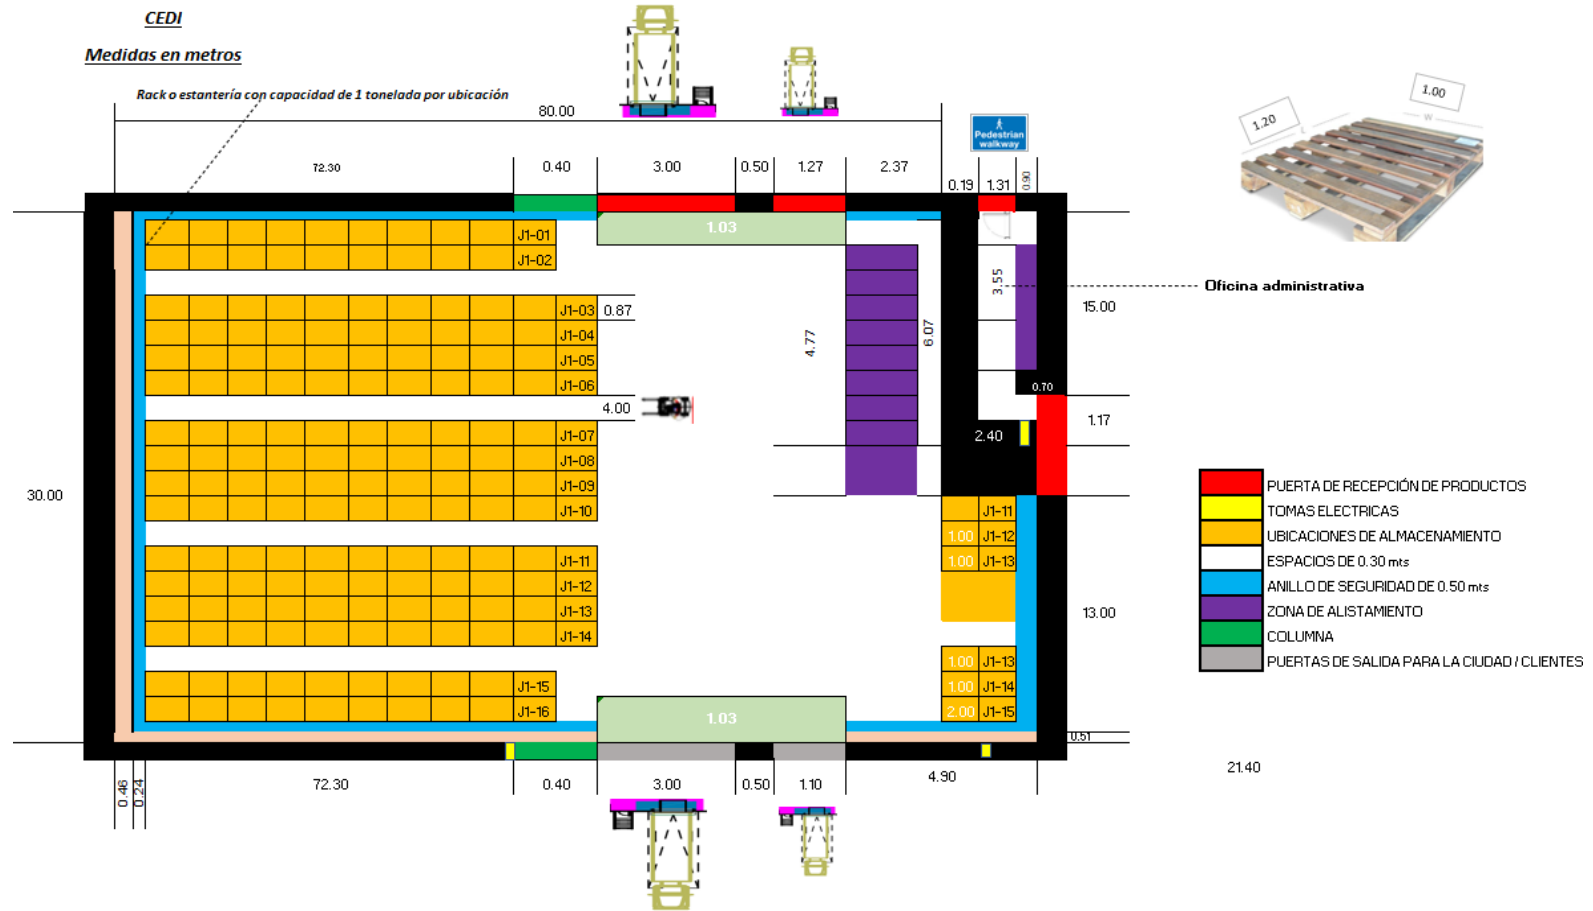 CEDI
Medidas en metros
Rack o estantería con capacidad de 1 tonelada por ubicación
80.00
Pedestrian
walkway
1.20
1.00
L
W
72.30
0.40
3.00
0.50
1.27
2.37
0.19
1.31
0.90
1.03
J1-01
J1-02
J1-03
0.87
J1-04
J1-05
J1-06
4.00
J1-07
J1-08
J1-09
J1-10
J1-11
J1-12
J1-13
J1-14
J1-15
J1-16
4.77
6.07
3.55
Oficina administrativa
15.00
0.70
1.17
2.40
30.00
J1-11
1.00 J1-12
1.00 J1-13
13.00
1.00 J1-13
1.00 J1-14
2.00 J1-15
1.03
0.51
PUERTA DE RECEPCIÓN DE PRODUCTOS
TOMAS ELECTRICAS
UBICACIONES DE ALMACENAMIENTO
ESPACIOS DE 0.30 mts
ANILLO DE SEGURIDAD DE 0.50 mts
ZONA DE ALISTAMIENTO
COLUMNA
PUERTAS DE SALIDA PARA LA CIUDAD / CLIENTES
0.46
0.24
72.30
0.40
3.00
0.50
1.10
4.90
21.40